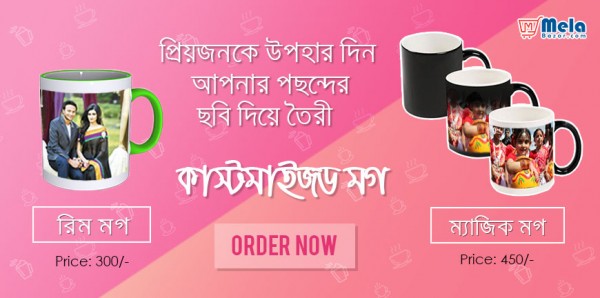 Mela
Bazar.com
প্রিয়জনকে উপহার দিন
আপনার পছন্দের
ছবি দিয়ে তৈরী
কাস্টমাইজড মগ
ORDER NOW
রিম মগ
Price: 300/-
ম্যাজিক মগ
Price: 450/-